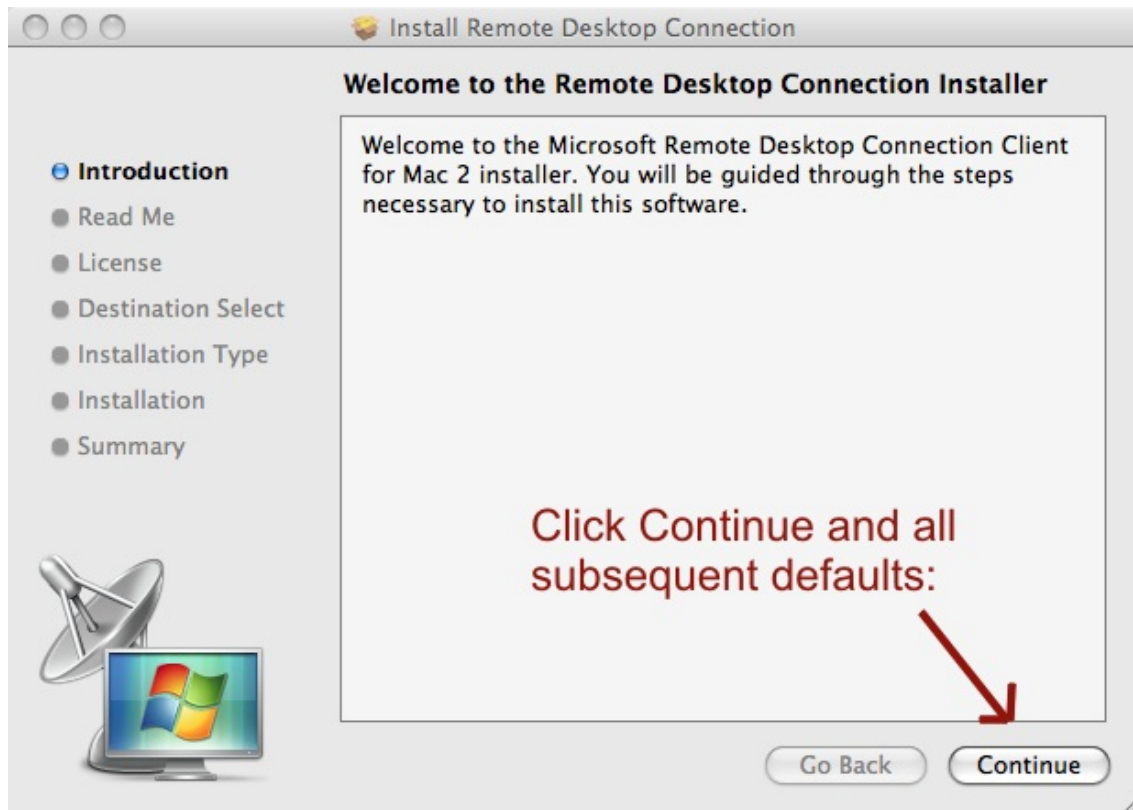 Install Remote Desktop Connection
Welcome to the Remote Desktop Connection Installer
Introduction
Read Me
License
Destination Select
Installation Type
Installation
Summary
Welcome to the Microsoft Remote Desktop Connection Client
for Mac 2 installer. You will be guided through the steps
necessary to install this software.
Click Continue and all
subsequent defaults:
Go Back
Continue